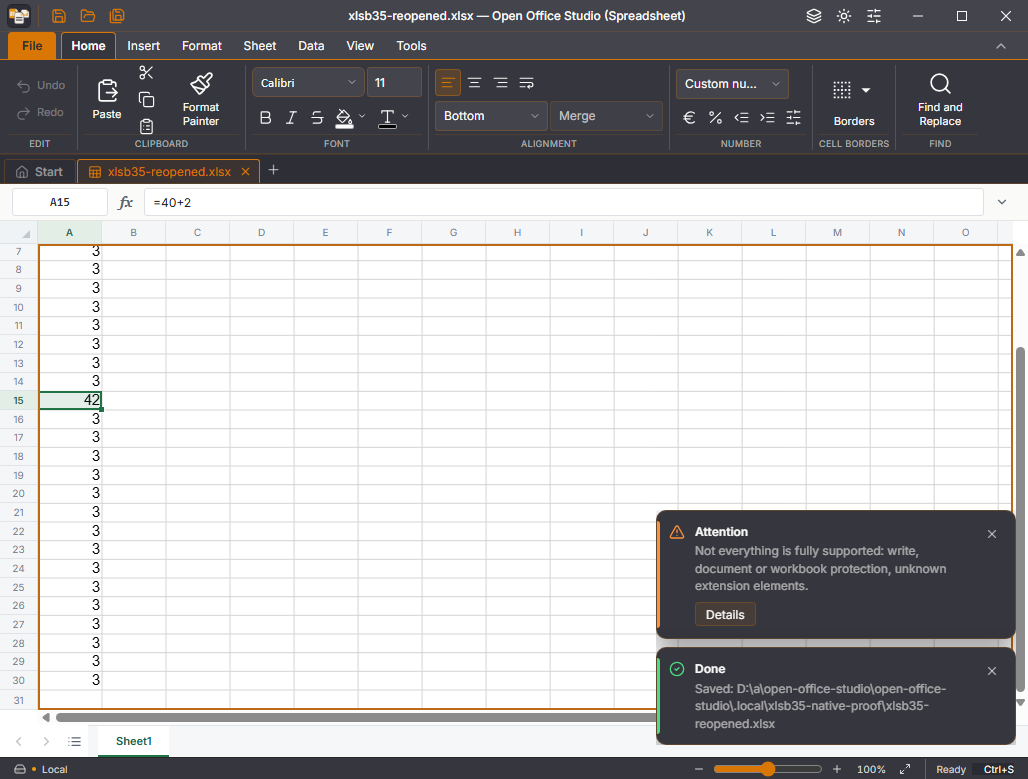 xlsb35-reopened.xlsx — Open Office Studio (Spreadsheet)
File Home Insert Format Sheet Data View Tools
Undo
Redo
EDIT
Paste
Format
Painter
CLIPBOARD
Calibri 11
B I S T
FONT
Bottom Merge
ALIGNMENT
Custom nu...
€ %
NUMBER
Borders
CELL BORDERS
Find and
Replace
FIND
Start xlsb35-reopened.xlsx
A15 fx =40+2
A B C D E F G H I J K L M N O
7 3
8 3
9 3
10 3
11 3
12 3
13 3
14 3
15 42
16 3
17 3
18 3
19 3
20 3
21 3
22 3
23 3
24 3
25 3
26 3
27 3
28 3
29 3
30 3
31
Attention
Not everything is fully supported: write,
document or workbook protection, unknown
extension elements.
Details
Done
Saved: D:\a\open-office-studio\open-office-
studio\.local\xlsb35-native-proof\xlsb35-
reopened.xlsx
Sheet1
Local 100% Ready Ctrl+S